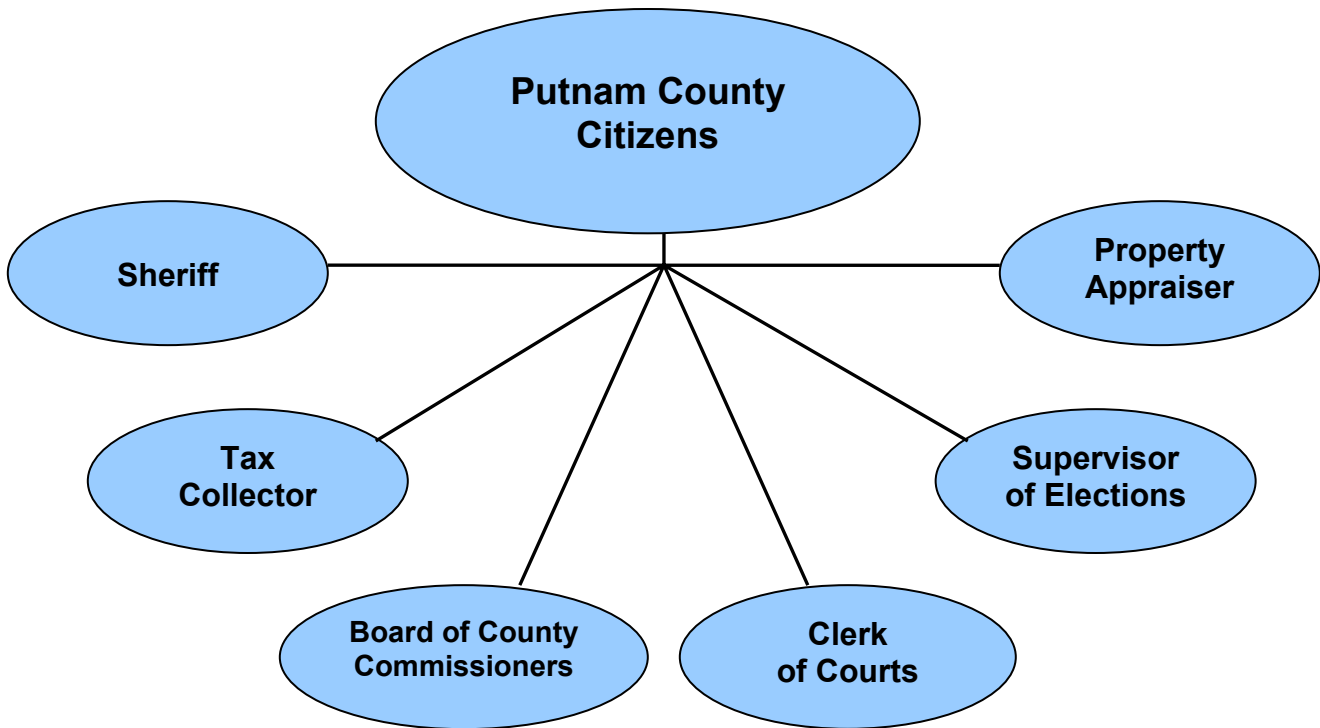 Putnam County
Citizens
Sheriff
Property
Appraiser
Tax
Collector
Supervisor
of Elections
Board of County
Commissioners
Clerk
of Courts